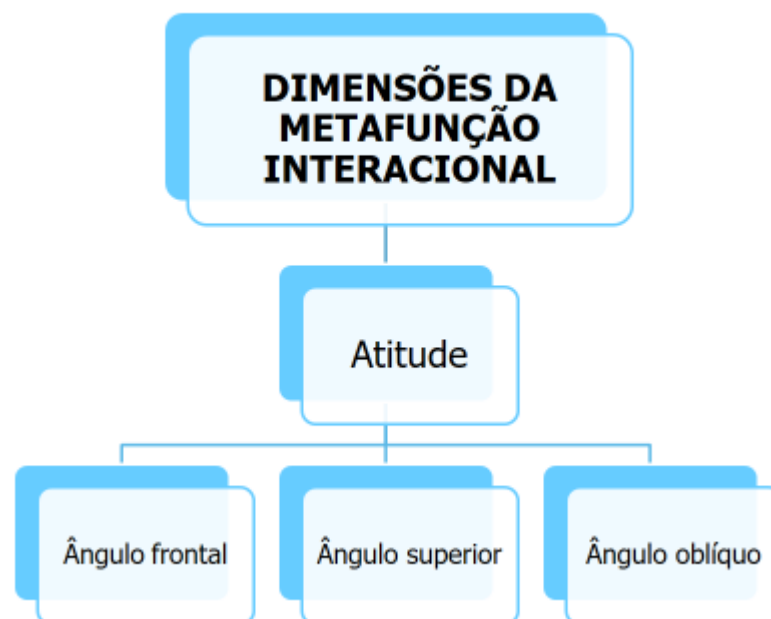 DIMENSÕES DA
METAFUNÇÃO
INTERACIONAL
Atitude
Ângulo frontal
Ângulo superior
Ângulo oblíquo